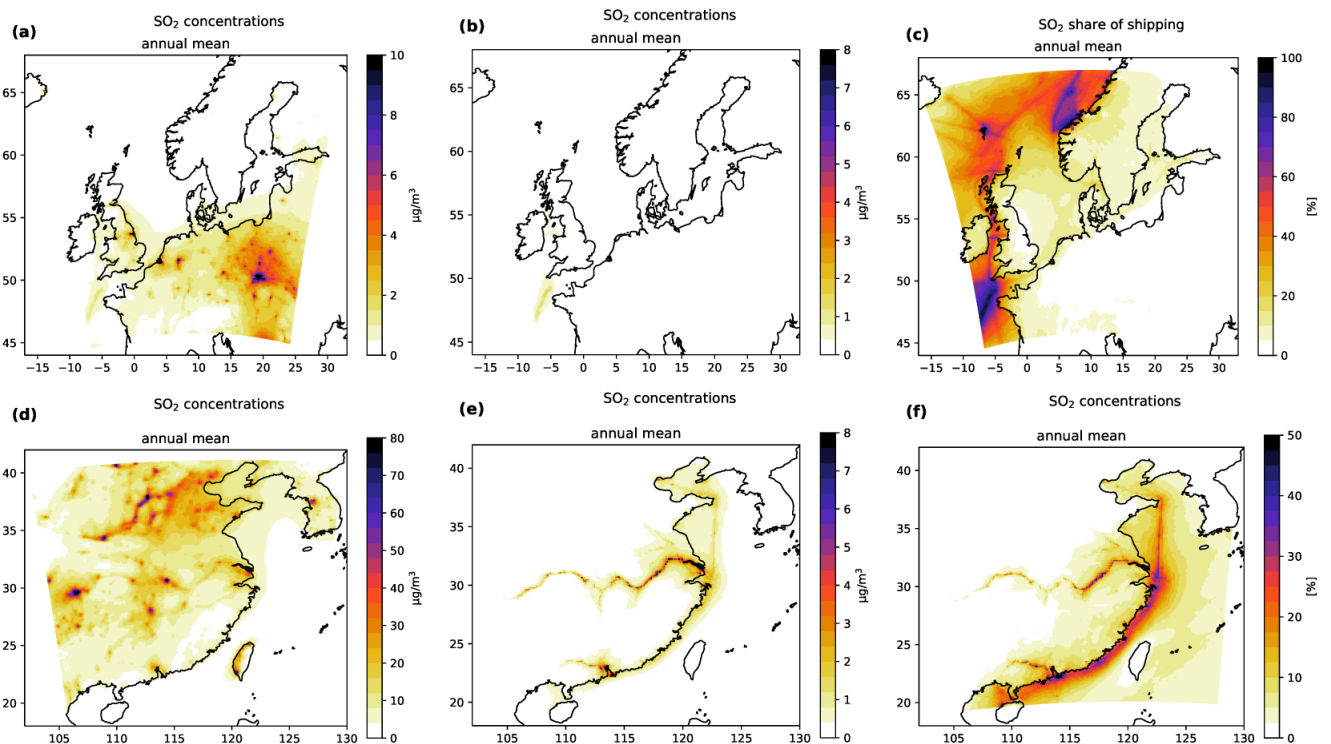 (a)
SO2 concentrations
annual mean
65
60
55
50
45
−15 −10 −5 0 5 10 15 20 25 30
10
8
6
4
2
0
μg/m³
(b)
SO2 concentrations
annual mean
65
60
55
50
45
−15 −10 −5 0 5 10 15 20 25 30
8
7
6
5
4
3
2
1
0
μg/m³
(c)
SO2 share of shipping
annual mean
65
60
55
50
45
−15 −10 −5 0 5 10 15 20 25 30
100
80
60
40
20
0
[%]
(d)
SO2 concentrations
annual mean
40
35
30
25
20
105 110 115 120 125 130
80
70
60
50
40
30
20
10
0
μg/m³
(e)
SO2 concentrations
annual mean
40
35
30
25
20
105 110 115 120 125 130
8
7
6
5
4
3
2
1
0
μg/m³
(f)
SO2 concentrations
annual mean
40
35
30
25
20
105 110 115 120 125 130
50
40
30
20
10
0
[%]